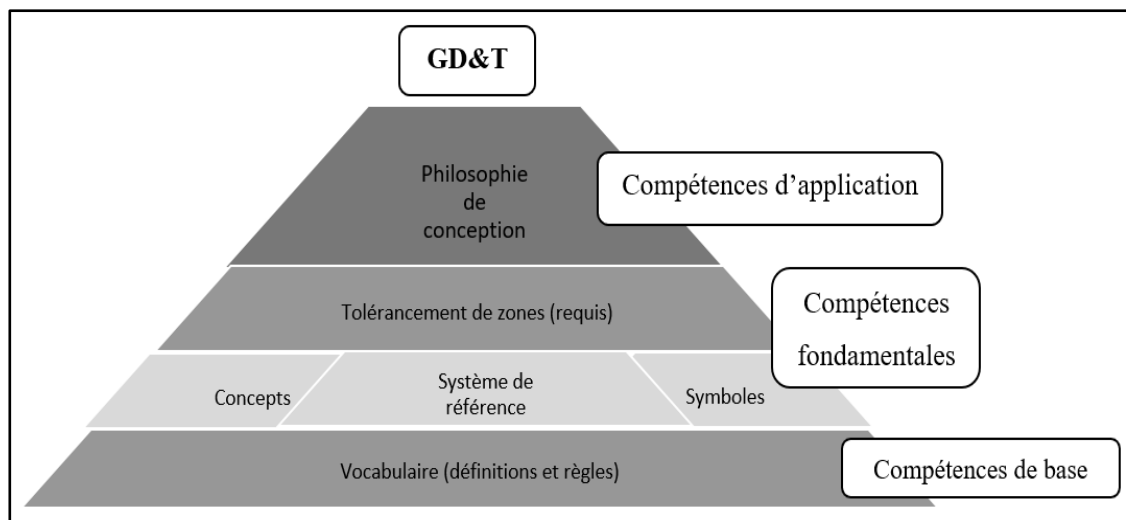 GD&T
Philosophie
de
conception
Compétences d’application
Tolérancement de zones (requis)
Compétences
fondamentales
Concepts
Système de
référence
Symboles
Vocabulaire (définitions et règles)
Compétences de base